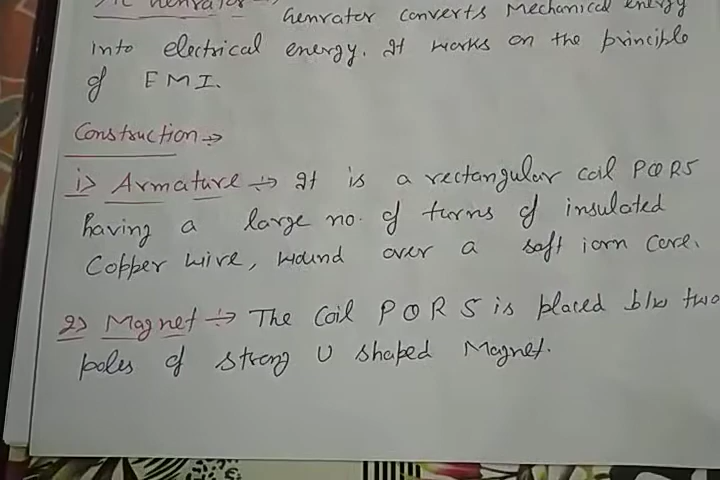 Genrator converts Mechanical energy
into electrical energy. It works on the principle
of EMI.
Construction →
i> Armature → It is a rectangular coil PQRS
having a large no. of turns of insulated
Copper wire, wound over a soft iorn Core.
2> Magnet → The Coil PQRS is placed b/w two
poles of strong U shaped Magnet.